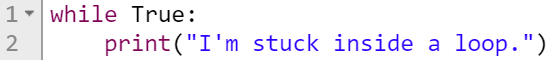 1 while True:
2     print("I'm stuck inside a loop.")